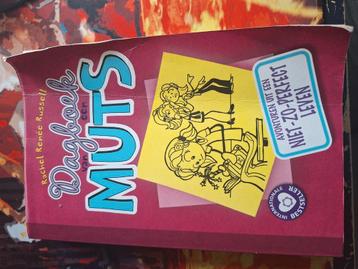 Rachel Renée Russell
Dagboek
van een
MUTS
AVONTUREN UIT EEN
NIET-ZO-PERFECT
LEVEN
INTERNATIONALE
BESTSELLER